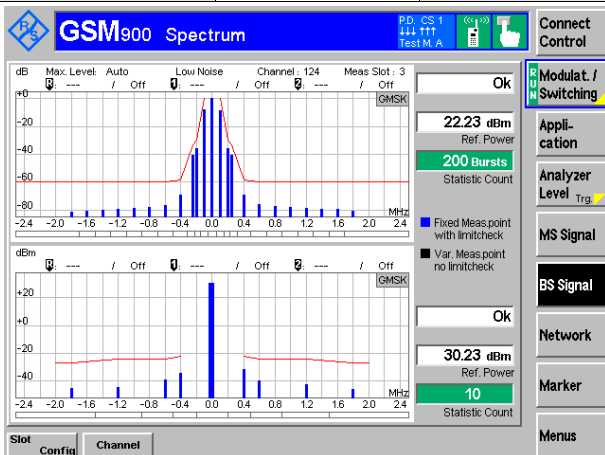 R/S GSM900 Spectrum P.D. CS 1
↓↓↓ ↑↑↑
Test M. A
Connect
Control
dB Max. Level: Auto Low Noise Channel : 124 Meas Slot : 3
R: --- / Off 1: --- / Off 2: --- / Off
GMSK
+0
-20
-40
-60
-80
MHz
-2.4 -2.0 -1.6 -1.2 -0.8 -0.4 0.0 0.4 0.8 1.2 1.6 2.0 2.4
Ok
22.23 dBm
Ref. Power
200 Bursts
Statistic Count
Fixed Meas.point
with limitcheck
Var. Meas.point
no limitcheck
dBm
R: --- / Off 1: --- / Off 2: --- / Off
GMSK
+20
+0
-20
-40
MHz
-2.4 -2.0 -1.6 -1.2 -0.8 -0.4 0.0 0.4 0.8 1.2 1.6 2.0 2.4
Ok
30.23 dBm
Ref. Power
10
Statistic Count
RUN
Modulat. /
Switching
Appli-
cation
Analyzer
Level Trg.
MS Signal
BS Signal
Network
Marker
Menus
Slot
Config
Channel